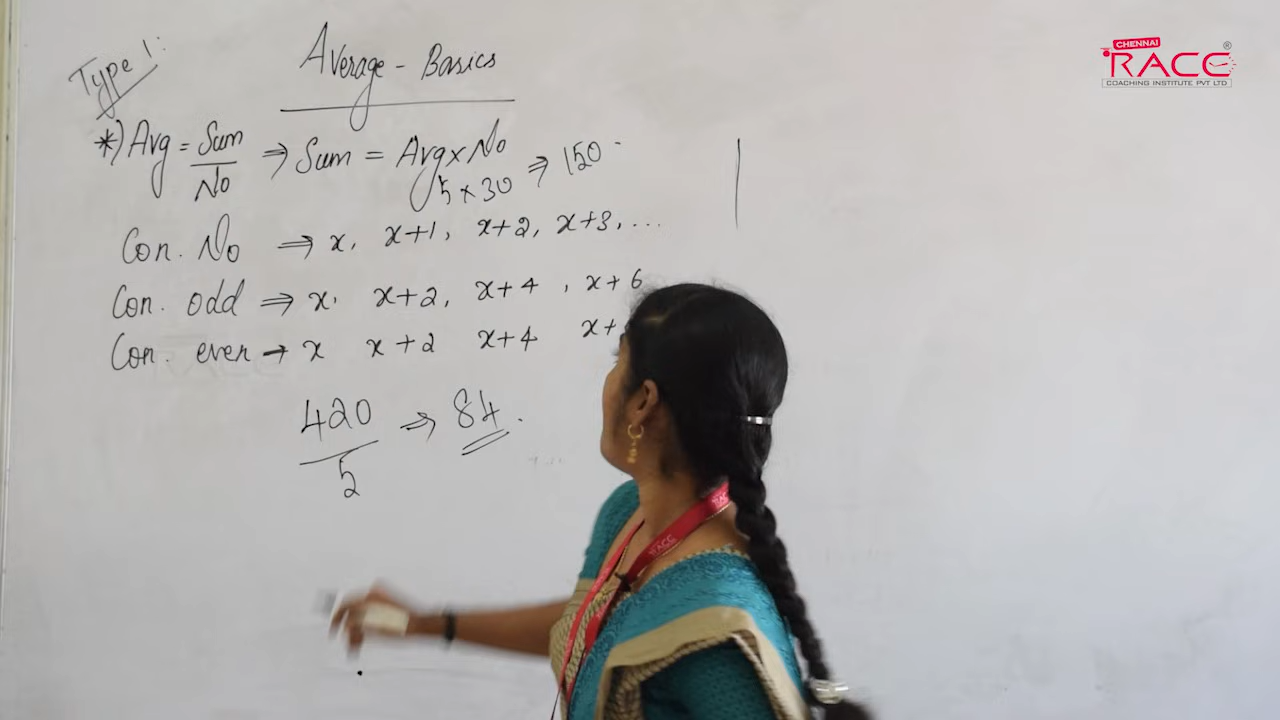 Type 1:
Average - Basics
*) Avg = Sum/No ⇒ Sum = Avg x No
5 x 30 ⇒ 150
Con. No ⇒ x, x+1, x+2, x+3, ...
Con. odd ⇒ x, x+2, x+4, x+6
Con. even → x x+2 x+4 x+
420/5 ⇒ 84.
CHENNAI
RACE
COACHING INSTITUTE PVT LTD
RACE